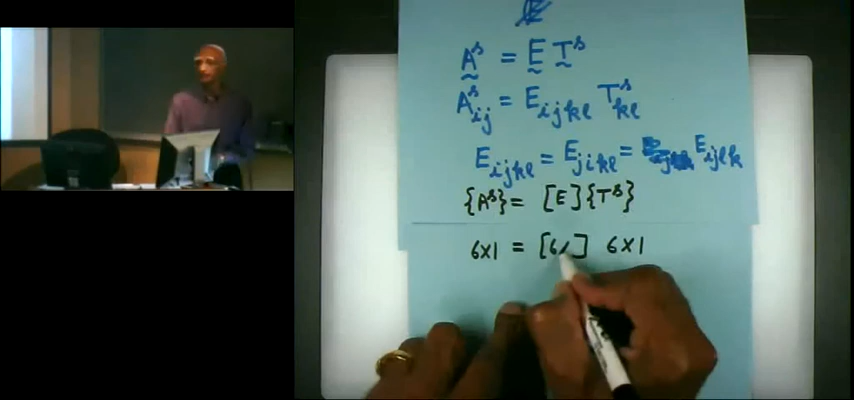 A^s = E T^s
A^s_ij = E_ijkl T^s_kl
E_ijkl = E_jikl = E_ijlk
{A^s} = [E]{T^s}
6x1 = [6x] 6x1